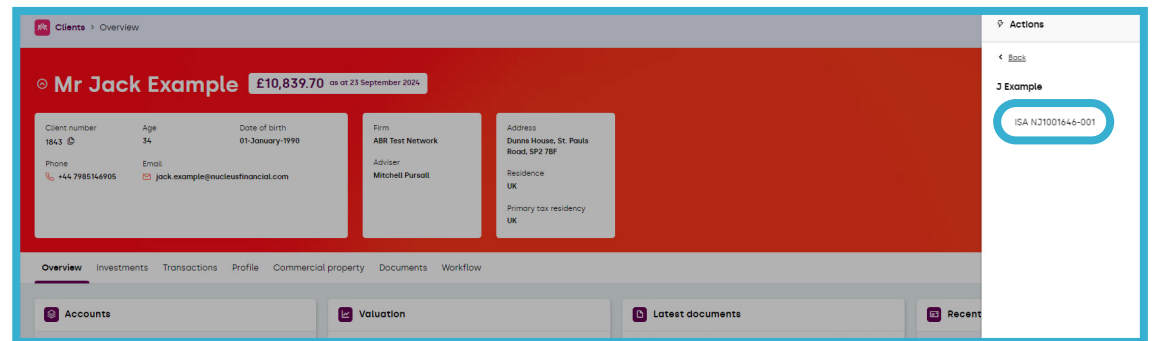 Clients > Overview
Mr Jack Example £10,839.70 as at 23 September 2024
Client number
1843
Age
34
Date of birth
01-January-1990
Phone
+44 7985146905
Email
jack.example@nucleusfinancial.com
Firm
ABR Test Network
Adviser
Mitchell Pursall
Address
Dunns House, St. Pauls
Road, SP2 7BF
Residence
UK
Primary tax residency
UK
Overview Investments Transactions Profile Commercial property Documents Workflow
Accounts
Valuation
Latest documents
Recent
Actions
< Back
J Example
ISA NJ1001646-001